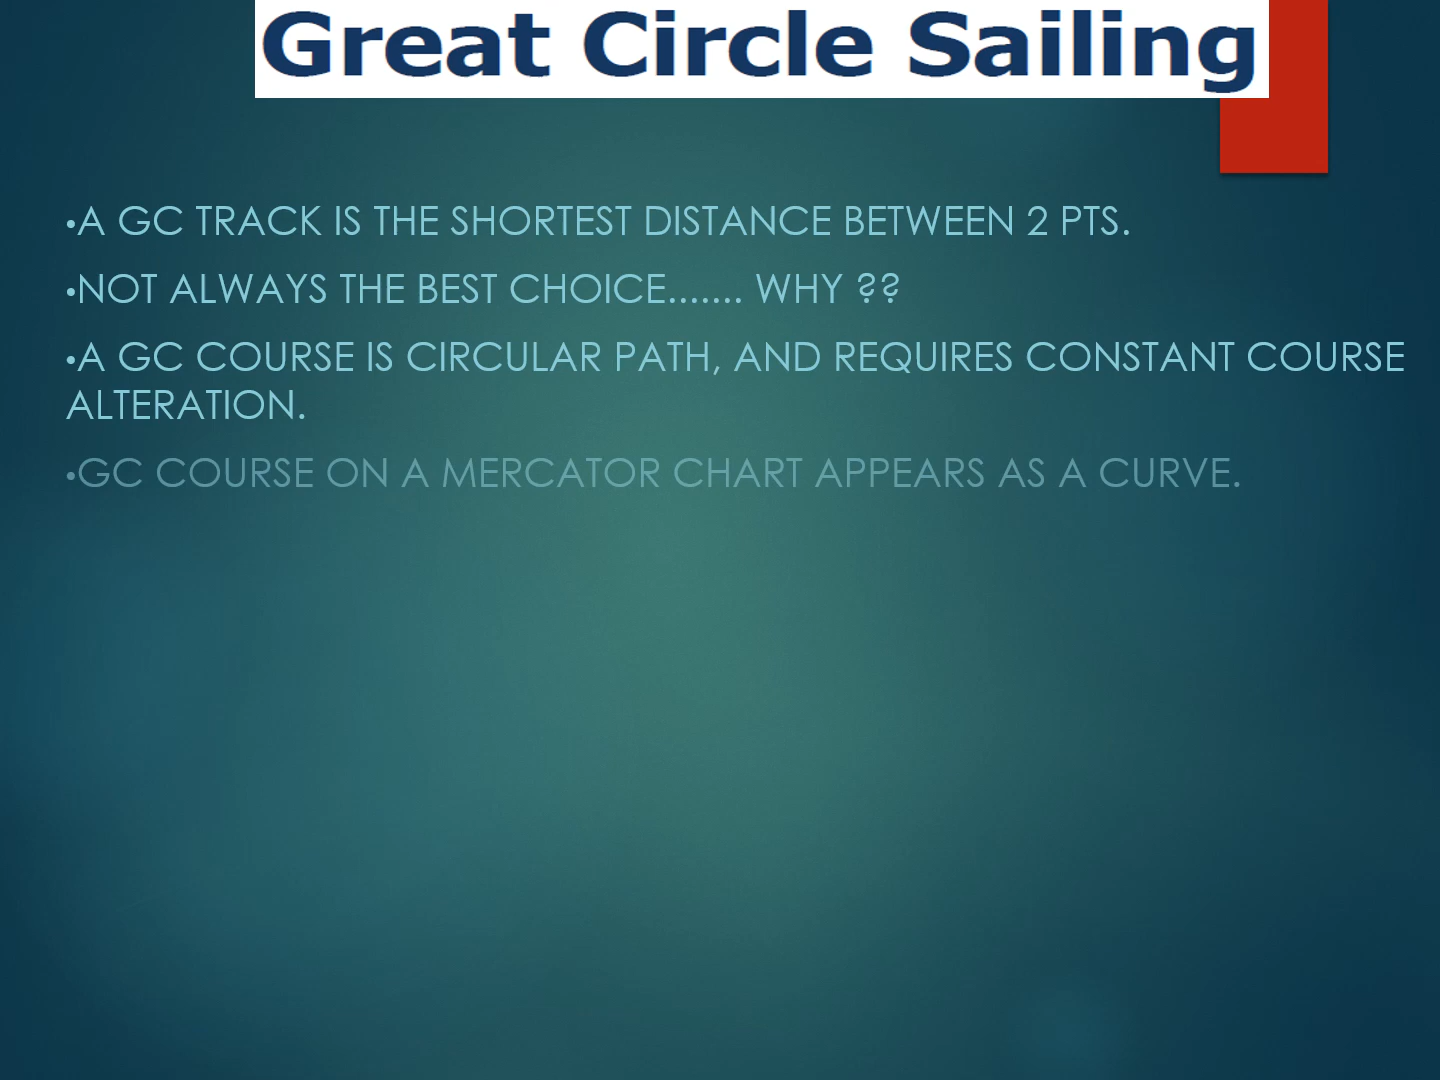 Great Circle Sailing
•A GC TRACK IS THE SHORTEST DISTANCE BETWEEN 2 PTS.
•NOT ALWAYS THE BEST CHOICE....... WHY ??
•A GC COURSE IS CIRCULAR PATH, AND REQUIRES CONSTANT COURSE
ALTERATION.
•GC COURSE ON A MERCATOR CHART APPEARS AS A CURVE.